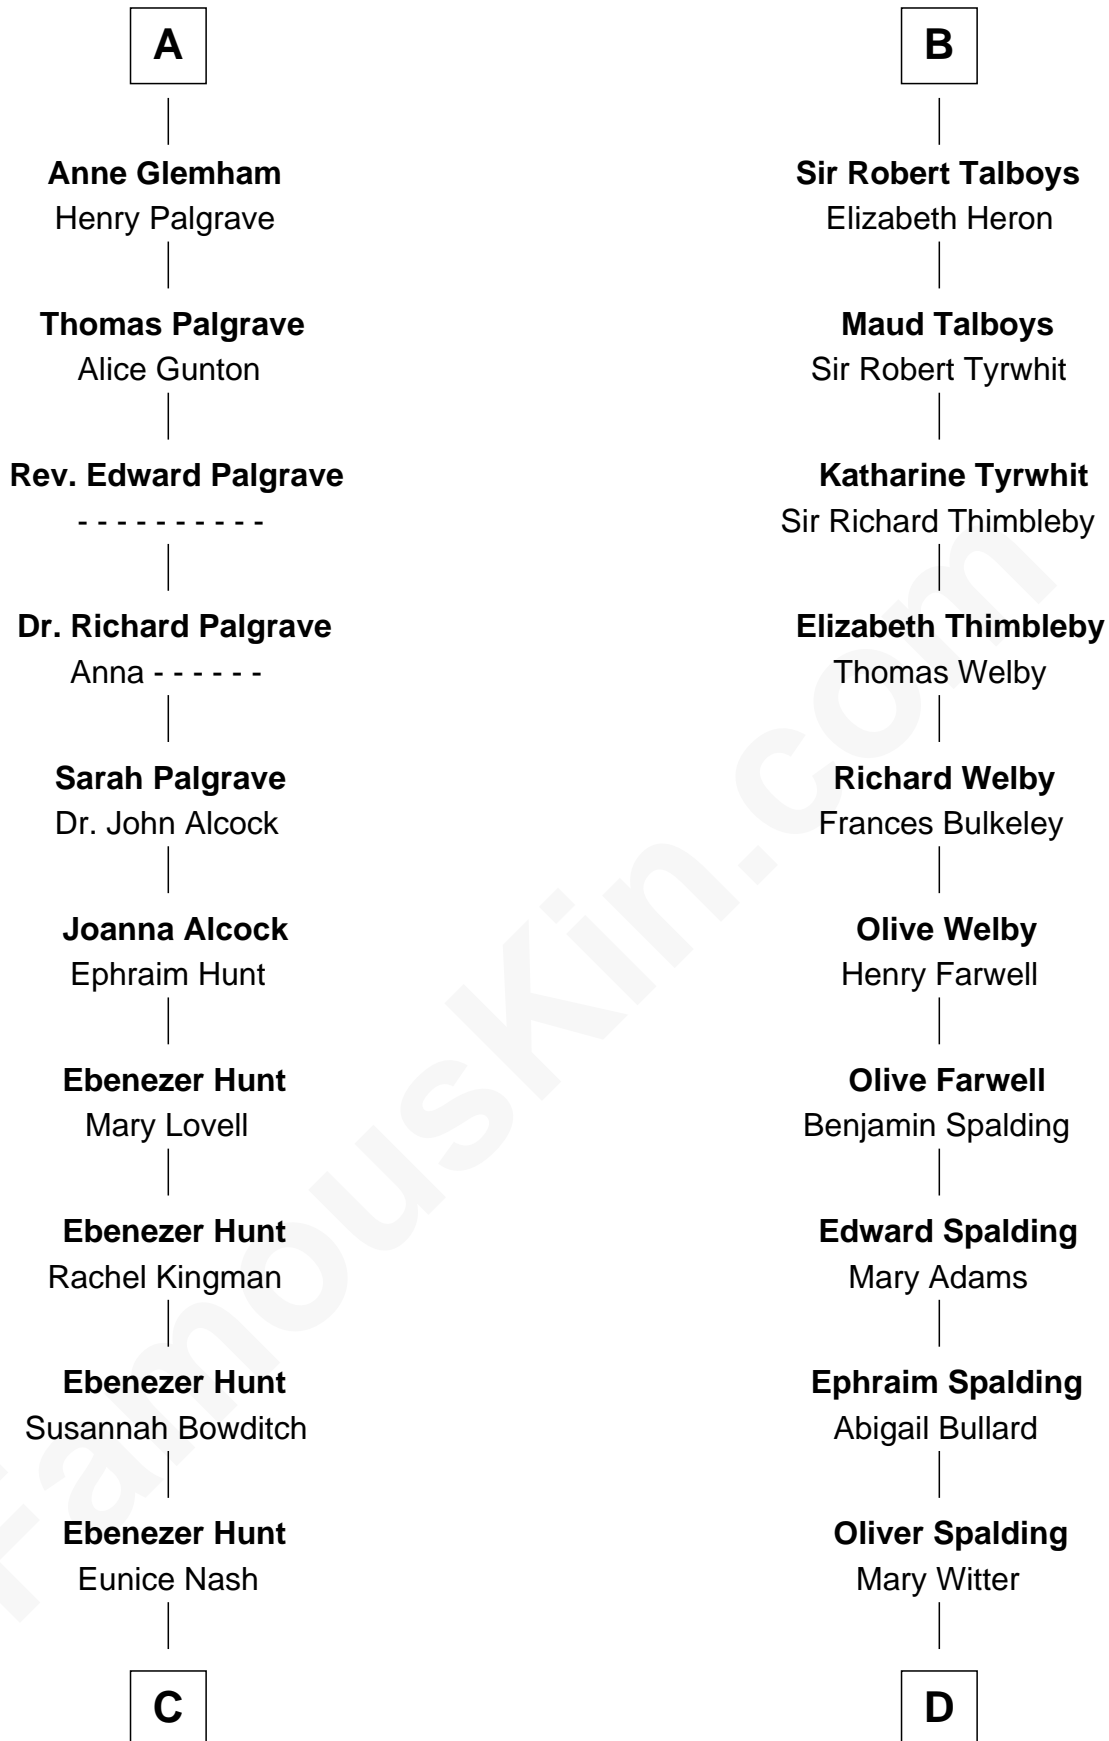 A
Anne Glemham
Henry Palgrave
Thomas Palgrave
Alice Gunton
Rev. Edward Palgrave
- - - - - - - - - -
Dr. Richard Palgrave
Anna - - - - - -
Sarah Palgrave
Dr. John Alcock
Joanna Alcock
Ephraim Hunt
Ebenezer Hunt
Mary Lovell
Ebenezer Hunt
Rachel Kingman
Ebenezer Hunt
Susannah Bowditch
Ebenezer Hunt
Eunice Nash
C
B
Sir Robert Talboys
Elizabeth Heron
Maud Talboys
Sir Robert Tyrwhit
Katharine Tyrwhit
Sir Richard Thimbleby
Elizabeth Thimbleby
Thomas Welby
Richard Welby
Frances Bulkeley
Olive Welby
Henry Farwell
Olive Farwell
Benjamin Spalding
Edward Spalding
Mary Adams
Ephraim Spalding
Abigail Bullard
Oliver Spalding
Mary Witter
D
FamousKin.com